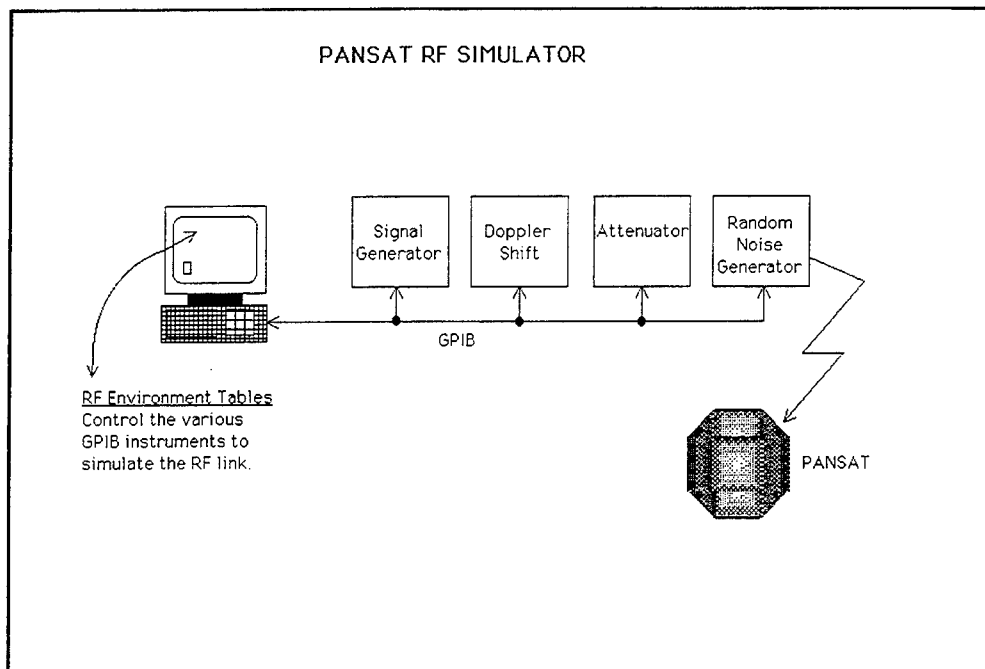 PANSAT RF SIMULATOR
Signal
Generator
Doppler
Shift
Attenuator
Random
Noise
Generator
GPIB
RF Environment Tables
Control the various
GPIB instruments to
simulate the RF link.
PANSAT